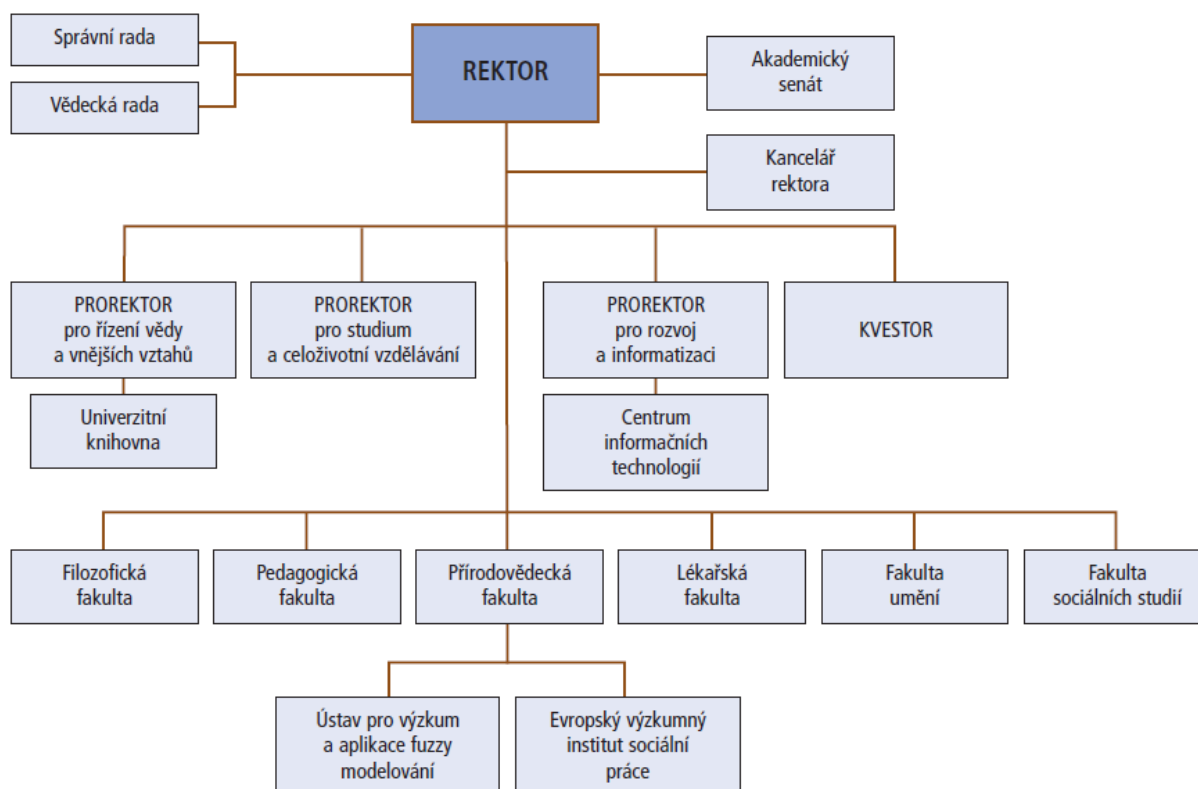 Správní rada
Vědecká rada
REKTOR
Akademický
senát
Kancelář
rektora
PROREKTOR
pro řízení vědy
a vnějších vztahů
PROREKTOR
pro studium
a celoživotní vzdělávání
PROREKTOR
pro rozvoj
a informatizaci
KVESTOR
Univerzitní
knihovna
Centrum
informačních
technologií
Filozofická
fakulta
Pedagogická
fakulta
Přírodovědecká
fakulta
Lékařská
fakulta
Fakulta
umění
Fakulta
sociálních studií
Ústav pro výzkum
a aplikace fuzzy
modelování
Evropský výzkumný
institut sociální
práce